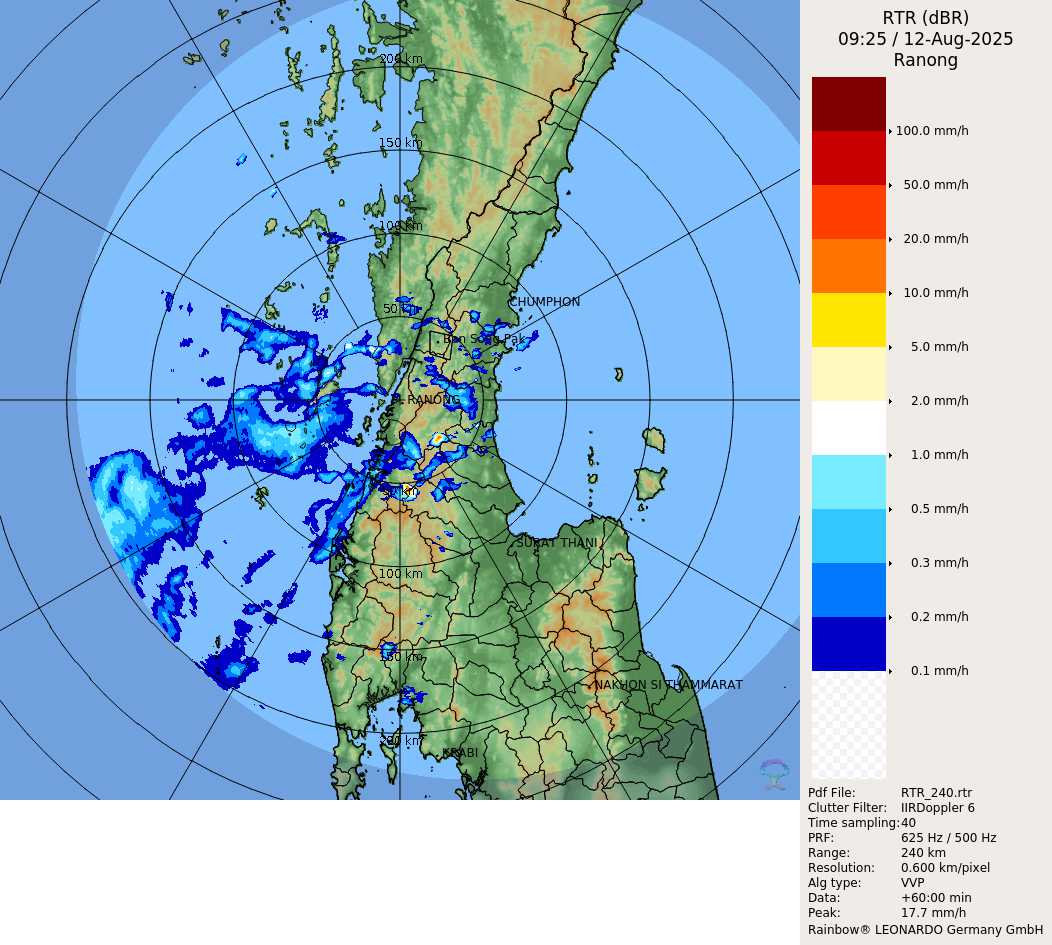 RTR (dBR)
09:25 / 12-Aug-2025
Ranong
200 km
150 km
100 km
50 km
CHUMPHON
RANONG
50 km
SURAT THANI
100 km
150 km
NAKHON SI THAMMARAT
200 km
KRABI
100.0 mm/h
50.0 mm/h
20.0 mm/h
10.0 mm/h
5.0 mm/h
2.0 mm/h
1.0 mm/h
0.5 mm/h
0.3 mm/h
0.2 mm/h
0.1 mm/h
Pdf File: RTR_240.rtr
Clutter Filter: IIRDoppler 6
Time sampling:40
PRF: 625 Hz / 500 Hz
Range: 240 km
Resolution: 0.600 km/pixel
Alg type: VVP
Data: +60:00 min
Peak: 17.7 mm/h
Rainbow® LEONARDO Germany GmbH